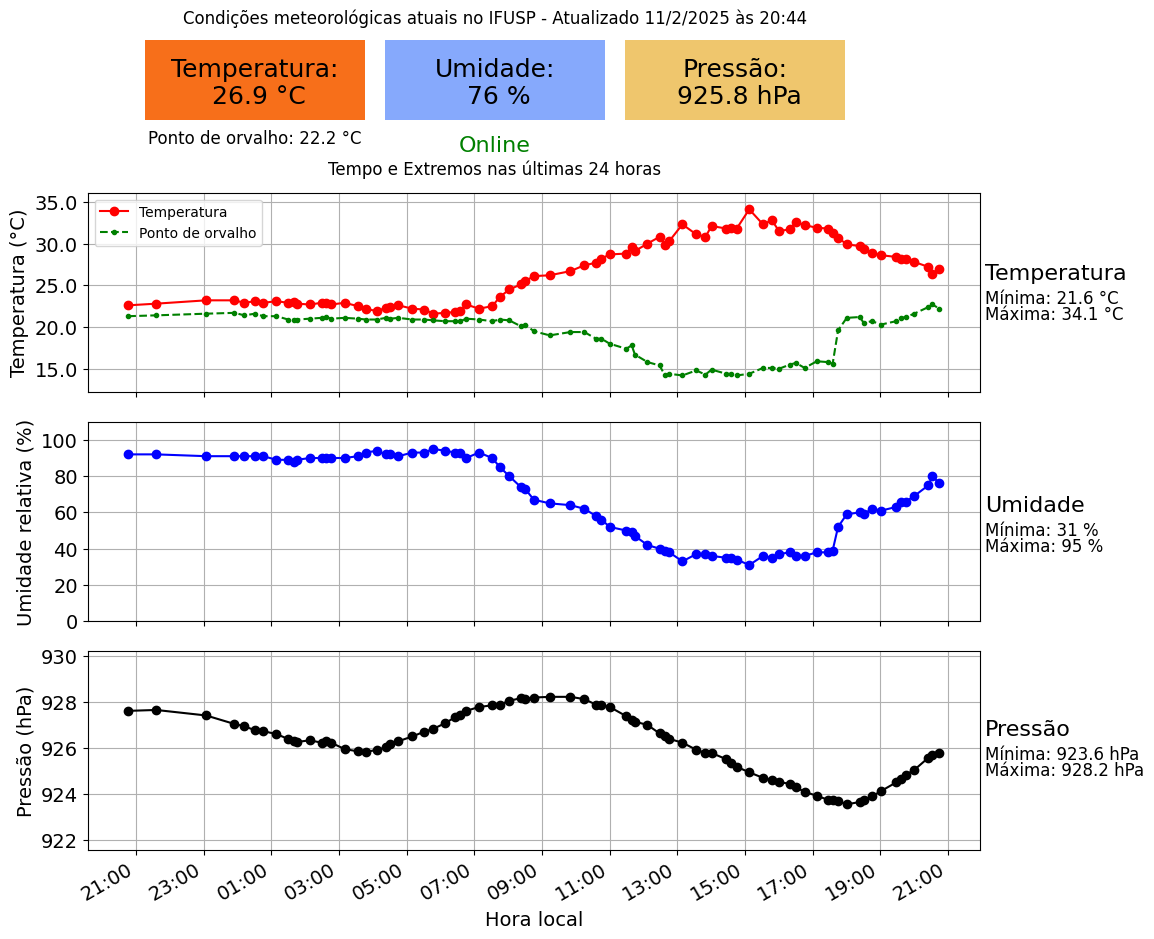 Condições meteorológicas atuais no IFUSP - Atualizado 11/2/2025 às 20:44
Temperatura:
26.9 °C
Umidade:
76 %
Pressão:
925.8 hPa
Ponto de orvalho: 22.2 °C
Online
Tempo e Extremos nas últimas 24 horas
Temperatura (°C)
35.0
30.0
25.0
20.0
15.0
Temperatura
Ponto de orvalho
Temperatura
Mínima: 21.6 °C
Máxima: 34.1 °C
Umidade relativa (%)
100
80
60
40
20
0
Umidade
Mínima: 31 %
Máxima: 95 %
Pressão (hPa)
930
928
926
924
922
Pressão
Mínima: 923.6 hPa
Máxima: 928.2 hPa
21:00
23:00
01:00
03:00
05:00
07:00
09:00
11:00
13:00
15:00
17:00
19:00
21:00
Hora local